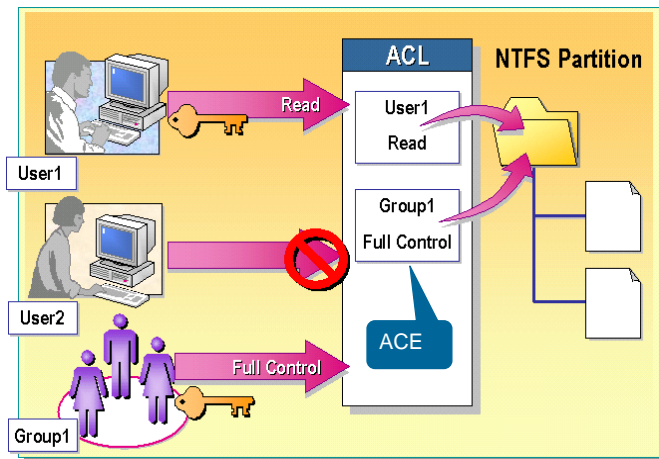 ACL
NTFS Partition
User1
Read
Read
User1
Group1
Full Control
User2
ACE
Full Control
Group1